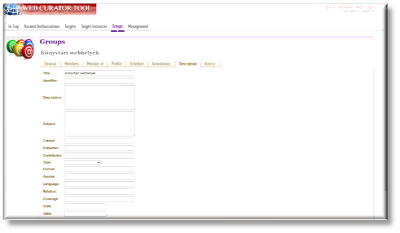 WEB CURATOR TOOL
In Tray Harvest Authorisations Targets Target Instances Groups Management
Groups
Könyvtári webhelyek
General Members Member of Profile Schedule Annotations Description Access
Title: Könyvtári webhelyek
Identifier:
Description:
Subject:
Creator:
Publisher:
Contributor:
Type:
Format:
Source:
Language:
Relation:
Coverage:
ISSN:
ISBN: